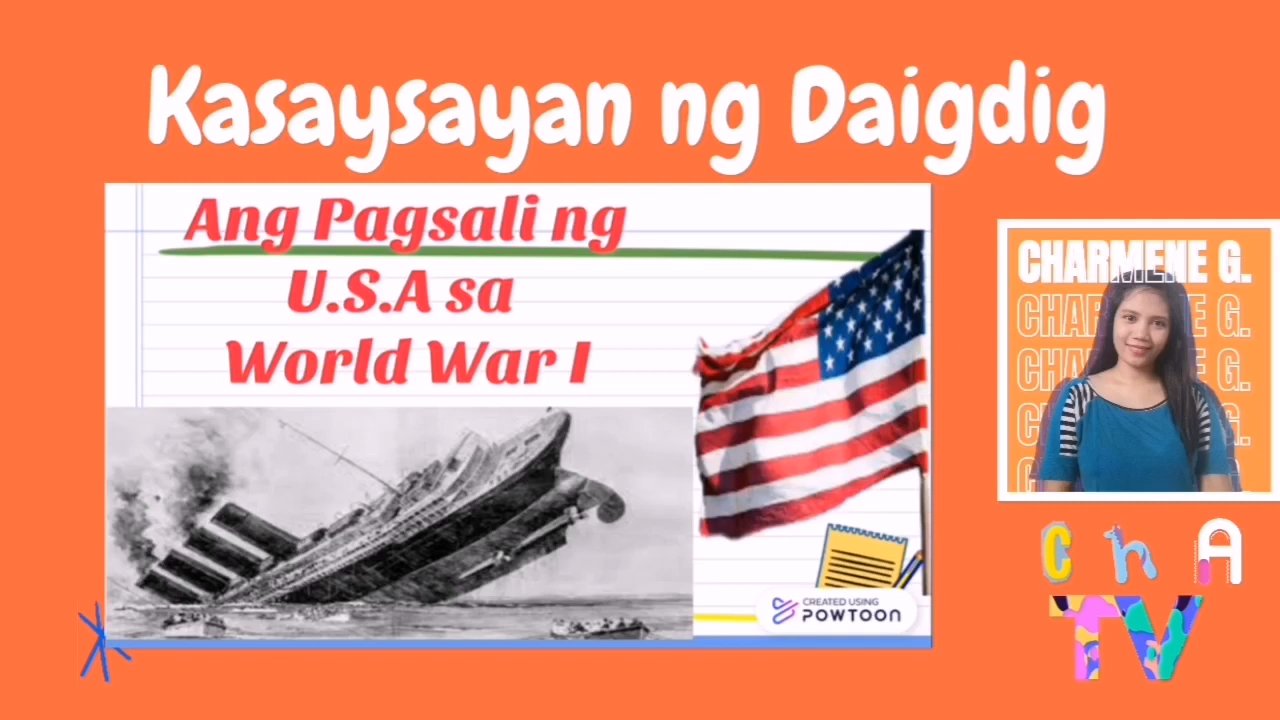 Kasaysayan ng Daigdig
Ang Pagsali ng
U.S.A sa
World War I
CREATED USING
POWTOON
CHARMENE G.
ChA
TV